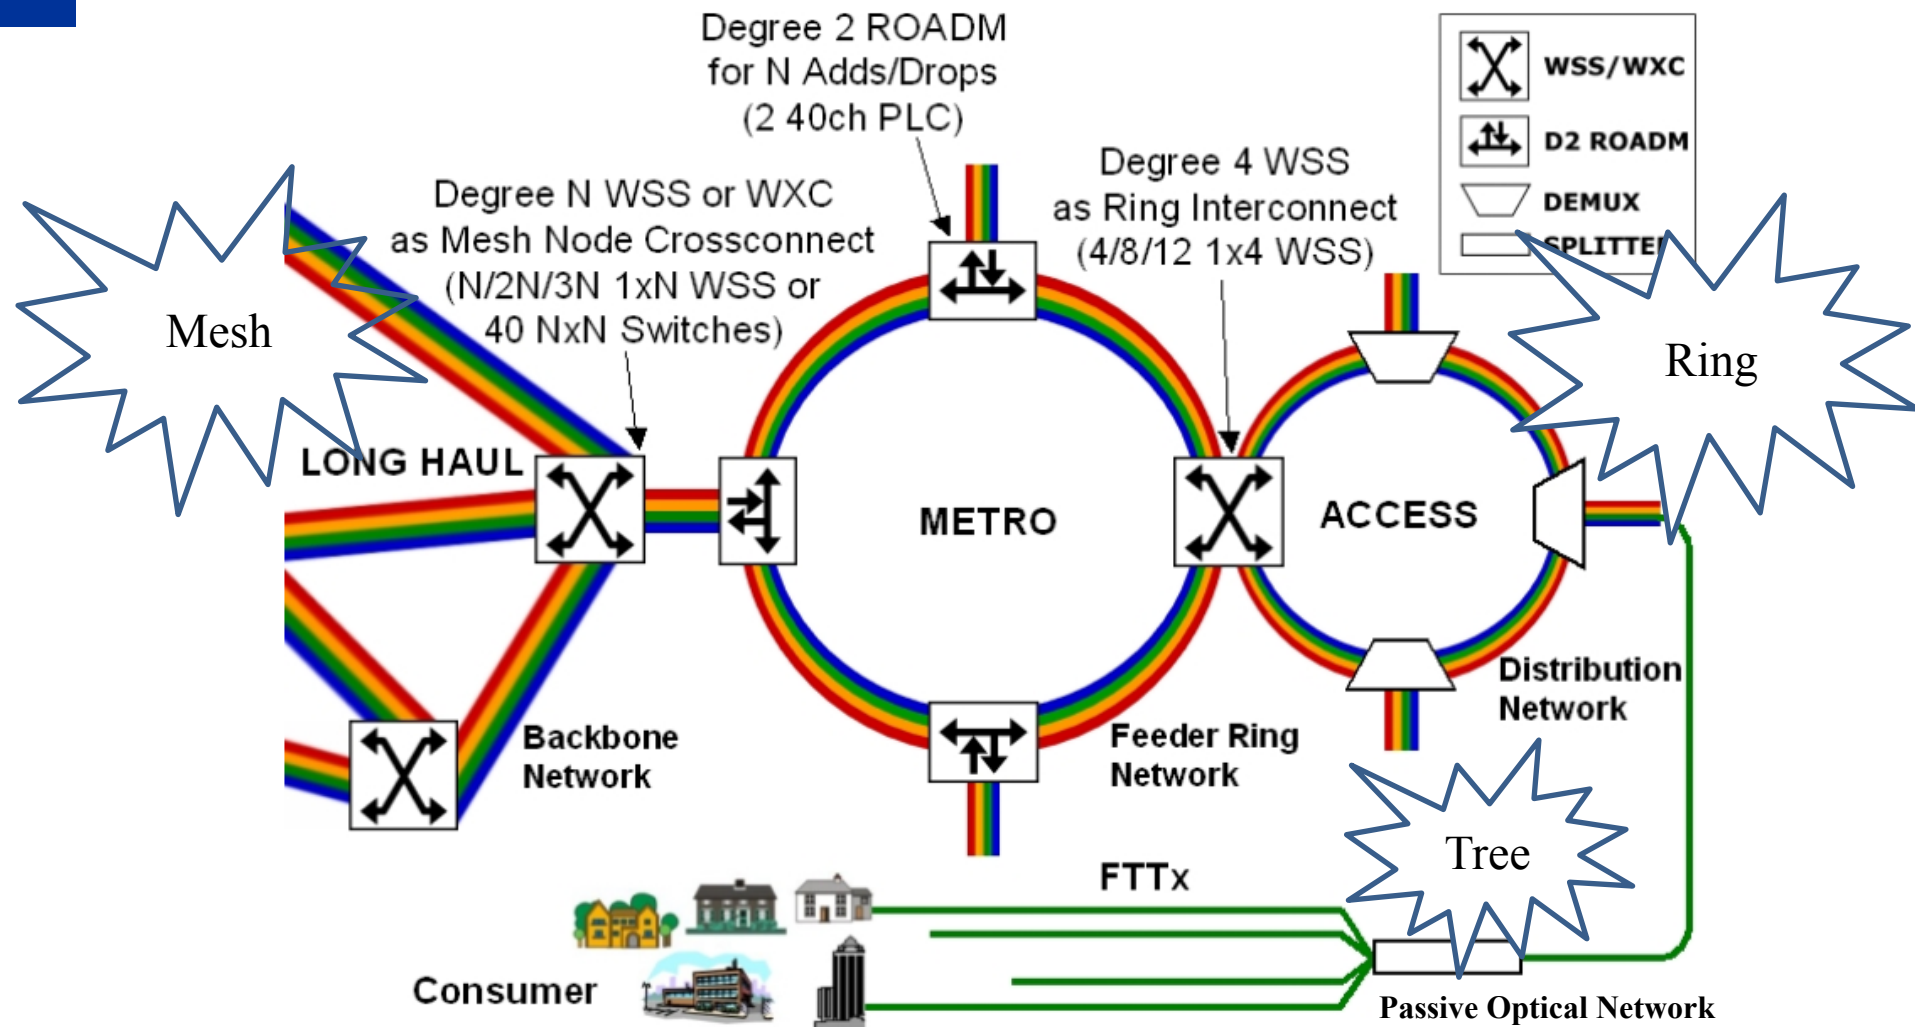 Degree 2 ROADM
for N Adds/Drops
(2 40ch PLC)
WSS/WXC
D2 ROADM
DEMUX
Degree 4 WSS
as Ring Interconnect
(4/8/12 1x4 WSS)
Degree N WSS or WXC
as Mesh Node Crossconnect
(N/2N/3N 1xN WSS or
40 NxN Switches)
Mesh
Ring
LONG HAUL
METRO
ACCESS
Distribution
Network
Backbone
Network
Feeder Ring
Network
Tree
FTTx
Consumer
Passive Optical Network